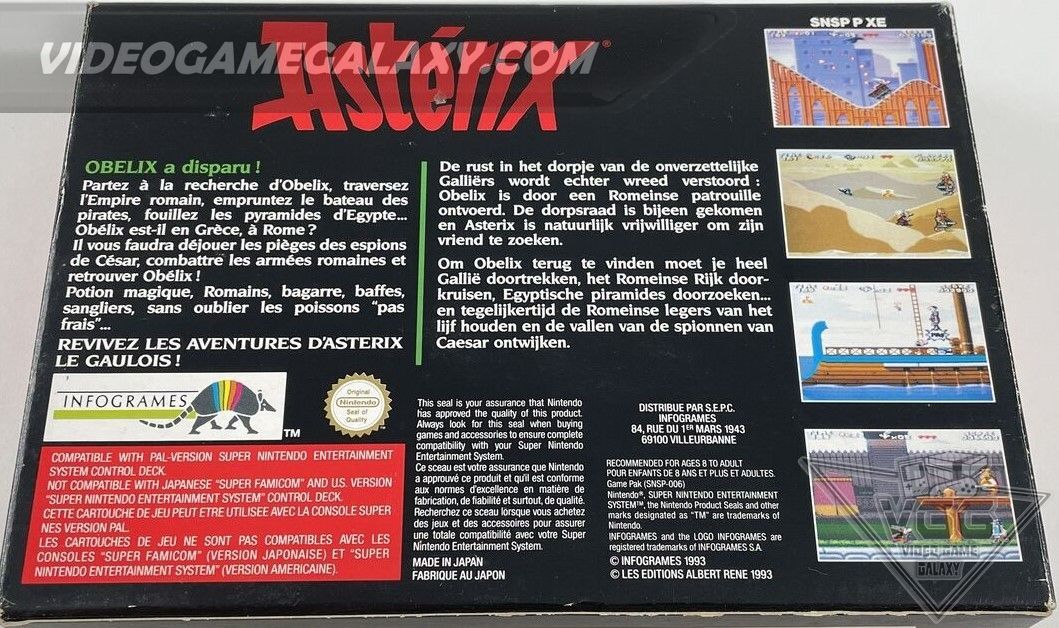 VIDEOGAMEGALAXY.COM
Astérix
SNSP P XE
OBELIX a disparu !
Partez à la recherche d'Obelix, traversez
l'Empire romain, empruntez le bateau des
pirates, fouillez les pyramides d'Egypte...
Obélix est-il en Grèce, à Rome ?
Il vous faudra déjouer les pièges des espions
de César, combattre les armées romaines et
retrouver Obélix !
Potion magique, Romains, bagarre, baffes,
sangliers, sans oublier les poissons "pas
frais"...
REVIVEZ LES AVENTURES D'ASTERIX
LE GAULOIS !
De rust in het dorpje van de onverzettelijke
Galliërs wordt echter wreed verstoord :
Obelix is door een Romeinse patrouille
ontvoerd. De dorpsraad is bijeen gekomen
en Asterix is natuurlijk vrijwilliger om zijn
vriend te zoeken.
Om Obelix terug te vinden moet je heel
Gallië doortrekken, het Romeinse Rijk door-
kruisen, Egyptische piramides doorzoeken...
en tegelijkertijd de Romeinse legers van het
lijf houden en de vallen van de spionnen van
Caesar ontwijken.
INFOGRAMES
TM
Original
Nintendo
Seal of
Quality
COMPATIBLE WITH PAL-VERSION SUPER NINTENDO ENTERTAINMENT
SYSTEM CONTROL DECK.
NOT COMPATIBLE WITH JAPANESE "SUPER FAMICOM" AND U.S. VERSION
"SUPER NINTENDO ENTERTAINMENT SYSTEM" CONTROL DECK.
CETTE CARTOUCHE DE JEU PEUT ETRE UTILISEE AVEC LA CONSOLE SUPER
NES VERSION PAL.
LES CARTOUCHES DE JEU NE SONT PAS COMPATIBLES AVEC LES
CONSOLES "SUPER FAMICOM" (VERSION JAPONAISE) ET "SUPER
NINTENDO ENTERTAINMENT SYSTEM" (VERSION AMERICAINE).
This seal is your assurance that Nintendo
has approved the quality of this product.
Always look for this seal when buying
games and accessories to ensure complete
compatibility with your Super Nintendo
Entertainment System.
Ce sceau est votre assurance que Nintendo
a approuvé ce produit et qu'il est conforme
aux normes d'excellence en matière de
fabrication, de fiabilité et surtout, de qualité.
Recherchez ce sceau lorsque vous achetez
des jeux et des accessoires pour assurer
une totale compatibilité avec votre Super
Nintendo Entertainment System.
MADE IN JAPAN
FABRIQUE AU JAPON
DISTRIBUE PAR S.E.P.C.
INFOGRAMES
84, RUE DU 1ER MARS 1943
69100 VILLEURBANNE
RECOMMENDED FOR AGES 8 TO ADULT
POUR ENFANTS DE 8 ANS ET PLUS ET ADULTES.
Game Pak (SNSP-006)
Nintendo®, SUPER NINTENDO ENTERTAINMENT
SYSTEM™, the Nintendo Product Seals and other
marks designated as "TM" are trademarks of
Nintendo.
INFOGRAMES and the LOGO INFOGRAMES are
registered trademarks of INFOGRAMES S.A.
© INFOGRAMES 1993
© LES EDITIONS ALBERT RENE 1993
VGG
VIDEOGAME
GALAXY